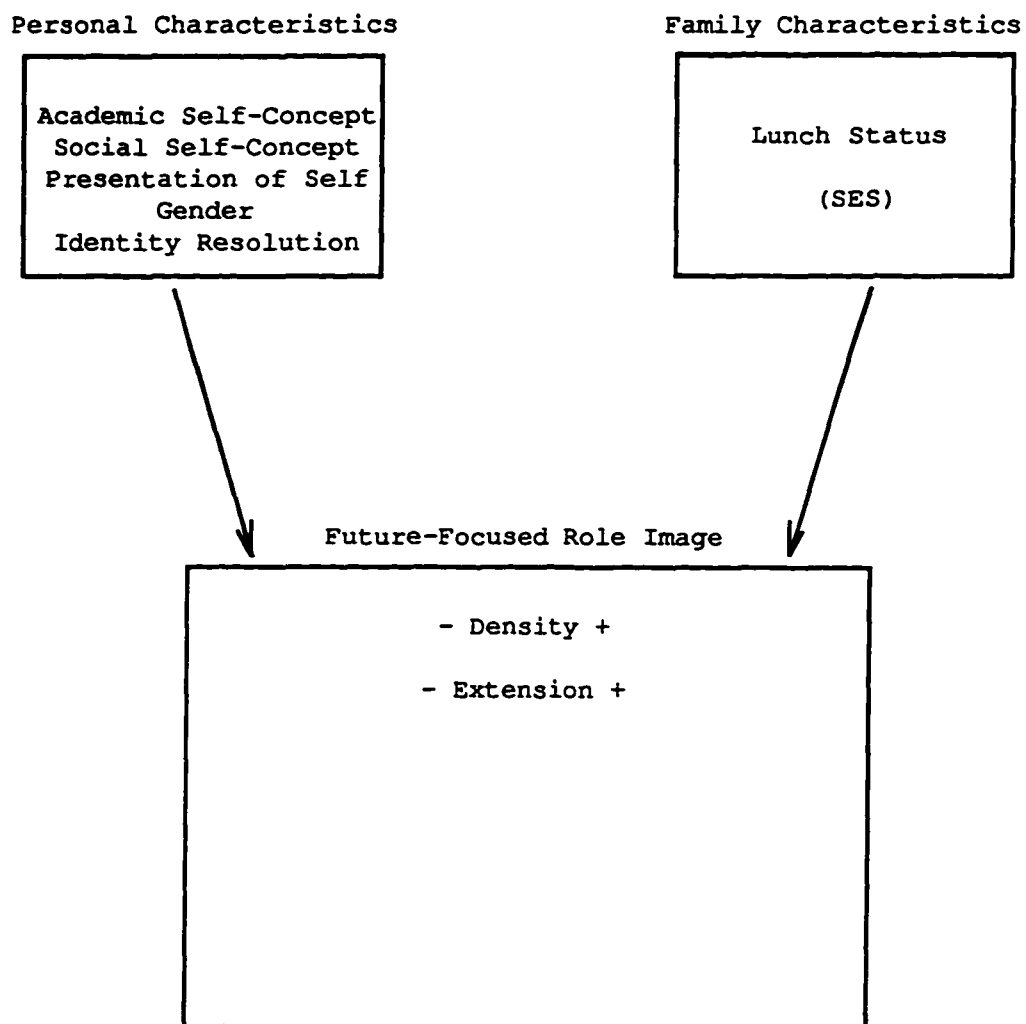 Personal Characteristics
Academic Self-Concept
Social Self-Concept
Presentation of Self
Gender
Identity Resolution
Family Characteristics
Lunch Status
(SES)
Future-Focused Role Image
- Density +
- Extension +